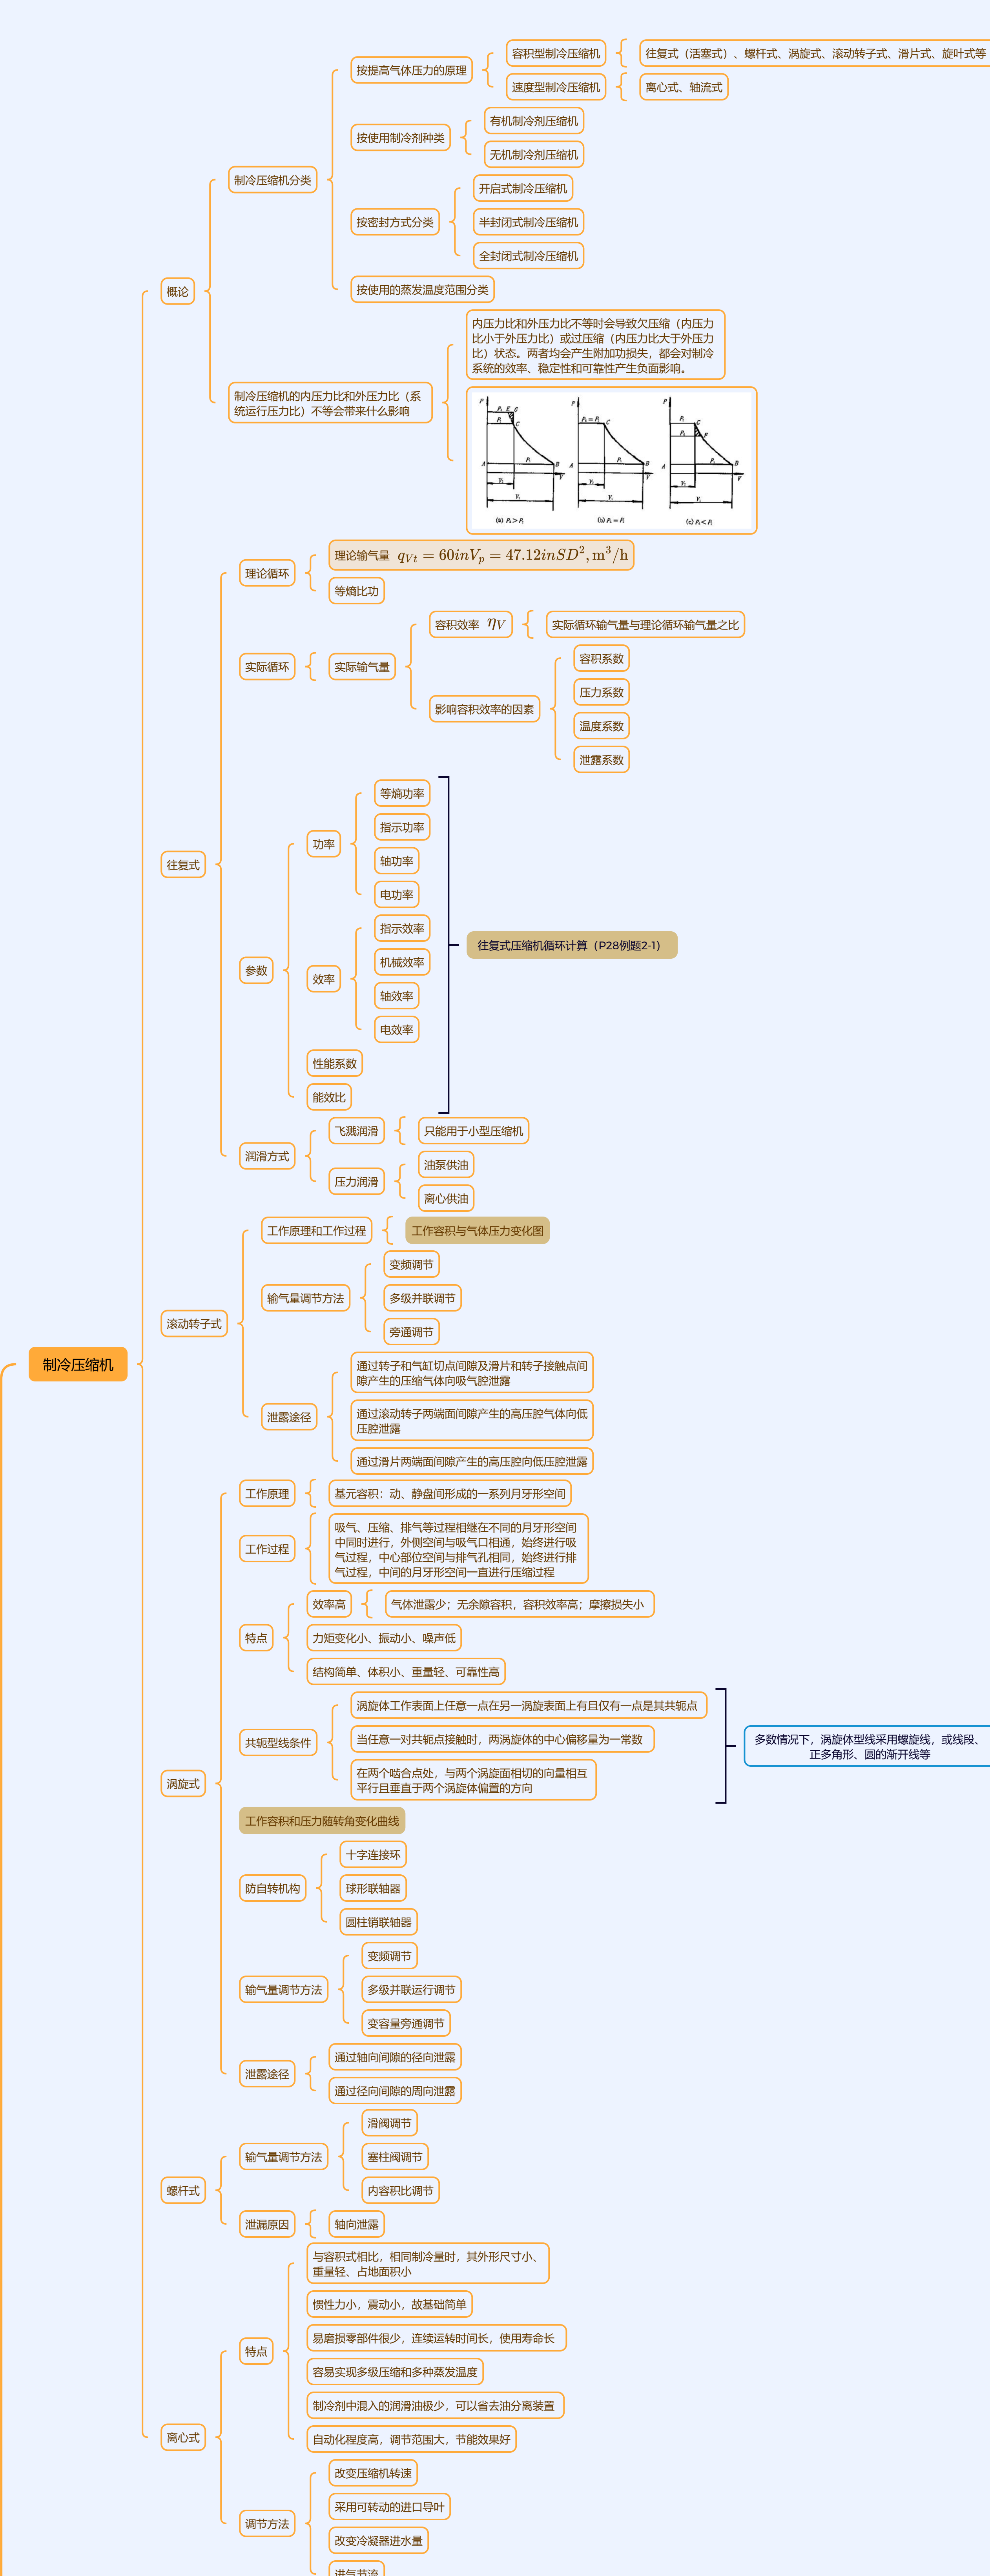 制冷压缩机
概论
制冷压缩机分类
按提高气体压力的原理
容积型制冷压缩机
往复式（活塞式）、螺杆式、涡旋式、滚动转子式、滑片式、旋叶式等
速度型制冷压缩机
离心式、轴流式
按使用制冷剂种类
有机制冷剂压缩机
无机制冷剂压缩机
按密封方式分类
开启式制冷压缩机
半封闭式制冷压缩机
全封闭式制冷压缩机
按使用的蒸发温度范围分类
制冷压缩机的内压力比和外压力比（系
统运行压力比）不等会带来什么影响
内压力比和外压力比不等时会导致欠压缩（内压力
比小于外压力比）或过压缩（内压力比大于外压力
比）状态。两者均会产生附加功损失，都会对制冷
系统的效率、稳定性和可靠性产生负面影响。
往复式
理论循环
理论输气量 q_{Vt} = 60inV_p = 47.12inSD^2, m^3/h
等熵比功
实际循环
实际输气量
容积效率 η_V
实际循环输气量与理论循环输气量之比
影响容积效率的因素
容积系数
压力系数
温度系数
泄露系数
参数
功率
等熵功率
指示功率
轴功率
电功率
效率
指示效率
机械效率
轴效率
电效率
性能系数
能效比
往复式压缩机循环计算（P28例题2-1）
润滑方式
飞溅润滑
只能用于小型压缩机
压力润滑
油泵供油
离心供油
滚动转子式
工作原理和工作过程
工作容积与气体压力变化图
输气量调节方法
变频调节
多级并联调节
旁通调节
泄露途径
通过转子和气缸切点间隙及滑片和转子接触点间
隙产生的压缩气体向吸气腔泄露
通过滚动转子两端面间隙产生的高压腔气体向低
压腔泄露
通过滑片两端面间隙产生的高压腔向低压腔泄露
涡旋式
工作原理
基元容积：动、静盘间形成的一系列月牙形空间
工作过程
吸气、压缩、排气等过程相继在不同的月牙形空间
中同时进行，外侧空间与吸气口相通，始终进行吸
气过程，中心部位空间与排气孔相同，始终进行排
气过程，中间的月牙形空间一直进行压缩过程
特点
效率高
气体泄露少；无余隙容积，容积效率高；摩擦损失小
力矩变化小、振动小、噪声低
结构简单、体积小、重量轻、可靠性高
共轭型线条件
涡旋体工作表面上任意一点在另一涡旋表面上有且仅有一点是其共轭点
当任意一对共轭点接触时，两涡旋体的中心偏移量为一常数
在两个啮合点处，与两个涡旋面相切的向量相互
平行且垂直于两个涡旋体偏置的方向
多数情况下，涡旋体型线采用螺旋线，或线段、
正多角形、圆的渐开线等
工作容积和压力随转角变化曲线
防自转机构
十字连接环
球形联轴器
圆柱销联轴器
输气量调节方法
变频调节
多级并联运行调节
变容量旁通调节
泄露途径
通过轴向间隙的径向泄露
通过径向间隙的周向泄露
螺杆式
输气量调节方法
滑阀调节
塞柱阀调节
内容积比调节
泄漏原因
轴向泄露
离心式
特点
与容积式相比，相同制冷量时，其外形尺寸小、
重量轻、占地面积小
惯性力小，震动小，故基础简单
易磨损零部件很少，连续运转时间长，使用寿命长
容易实现多级压缩和多种蒸发温度
制冷剂中混入的润滑油极少，可以省去油分离装置
自动化程度高，调节范围大，节能效果好
调节方法
改变压缩机转速
采用可转动的进口导叶
改变冷凝器进水量
进气节流